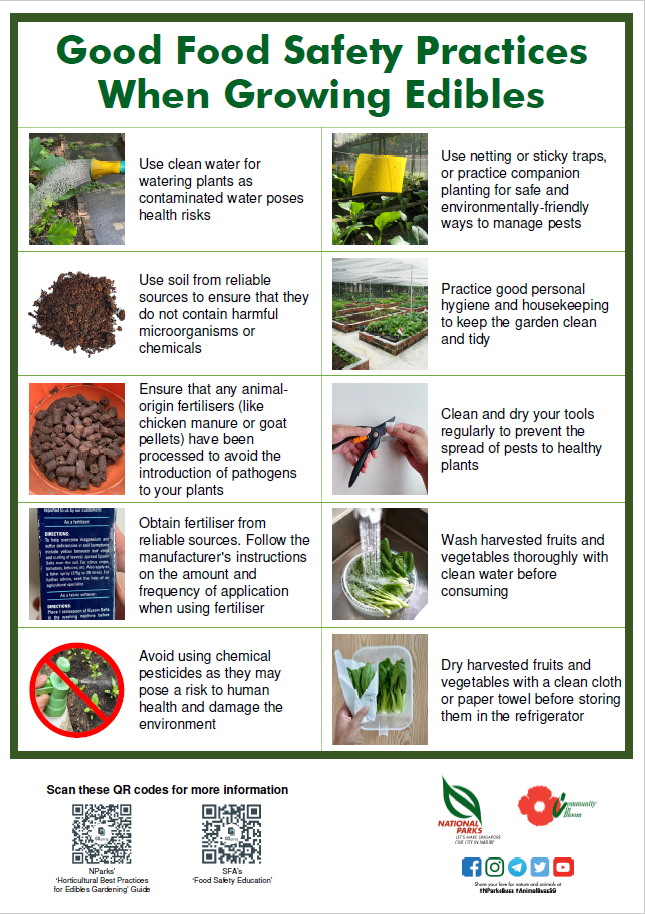 Good Food Safety Practices
When Growing Edibles
Use clean water for
watering plants as
contaminated water poses
health risks
Use netting or sticky traps,
or practice companion
planting for safe and
environmentally-friendly
ways to manage pests
Use soil from reliable
sources to ensure that they
do not contain harmful
microorganisms or
chemicals
Practice good personal
hygiene and housekeeping
to keep the garden clean
and tidy
Ensure that any animal-
origin fertilisers (like
chicken manure or goat
pellets) have been
processed to avoid the
introduction of pathogens
to your plants
Clean and dry your tools
regularly to prevent the
spread of pests to healthy
plants
As a fertiliser
DIRECTIONS:
DIRECTIONS:
Obtain fertiliser from
reliable sources. Follow the
manufacturer's instructions
on the amount and
frequency of application
when using fertiliser
Wash harvested fruits and
vegetables thoroughly with
clean water before
consuming
Avoid using chemical
pesticides as they may
pose a risk to human
health and damage the
environment
Dry harvested fruits and
vegetables with a clean cloth
or paper towel before storing
them in the refrigerator
Scan these QR codes for more information
NParks'
'Horticultural Best Practices
for Edibles Gardening' Guide
SFA's
'Food Safety Education'
NATIONAL
PARKS
LET'S MAKE SINGAPORE
OUR CITY IN NATURE
Community
in
Bloom
Share your love for nature and animals at
#NParksBuzz #AnimalBuzzSG